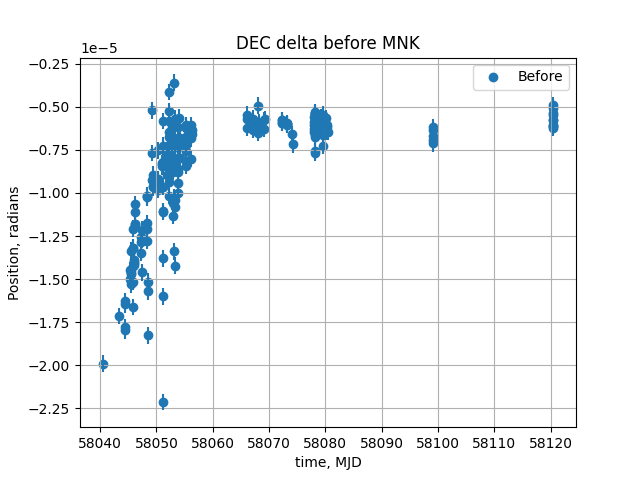 DEC delta before MNK
1e−5
−0.25
−0.50
−0.75
−1.00
−1.25
−1.50
−1.75
−2.00
−2.25
Position, radians
Before
58040 58050 58060 58070 58080 58090 58100 58110 58120
time, MJD